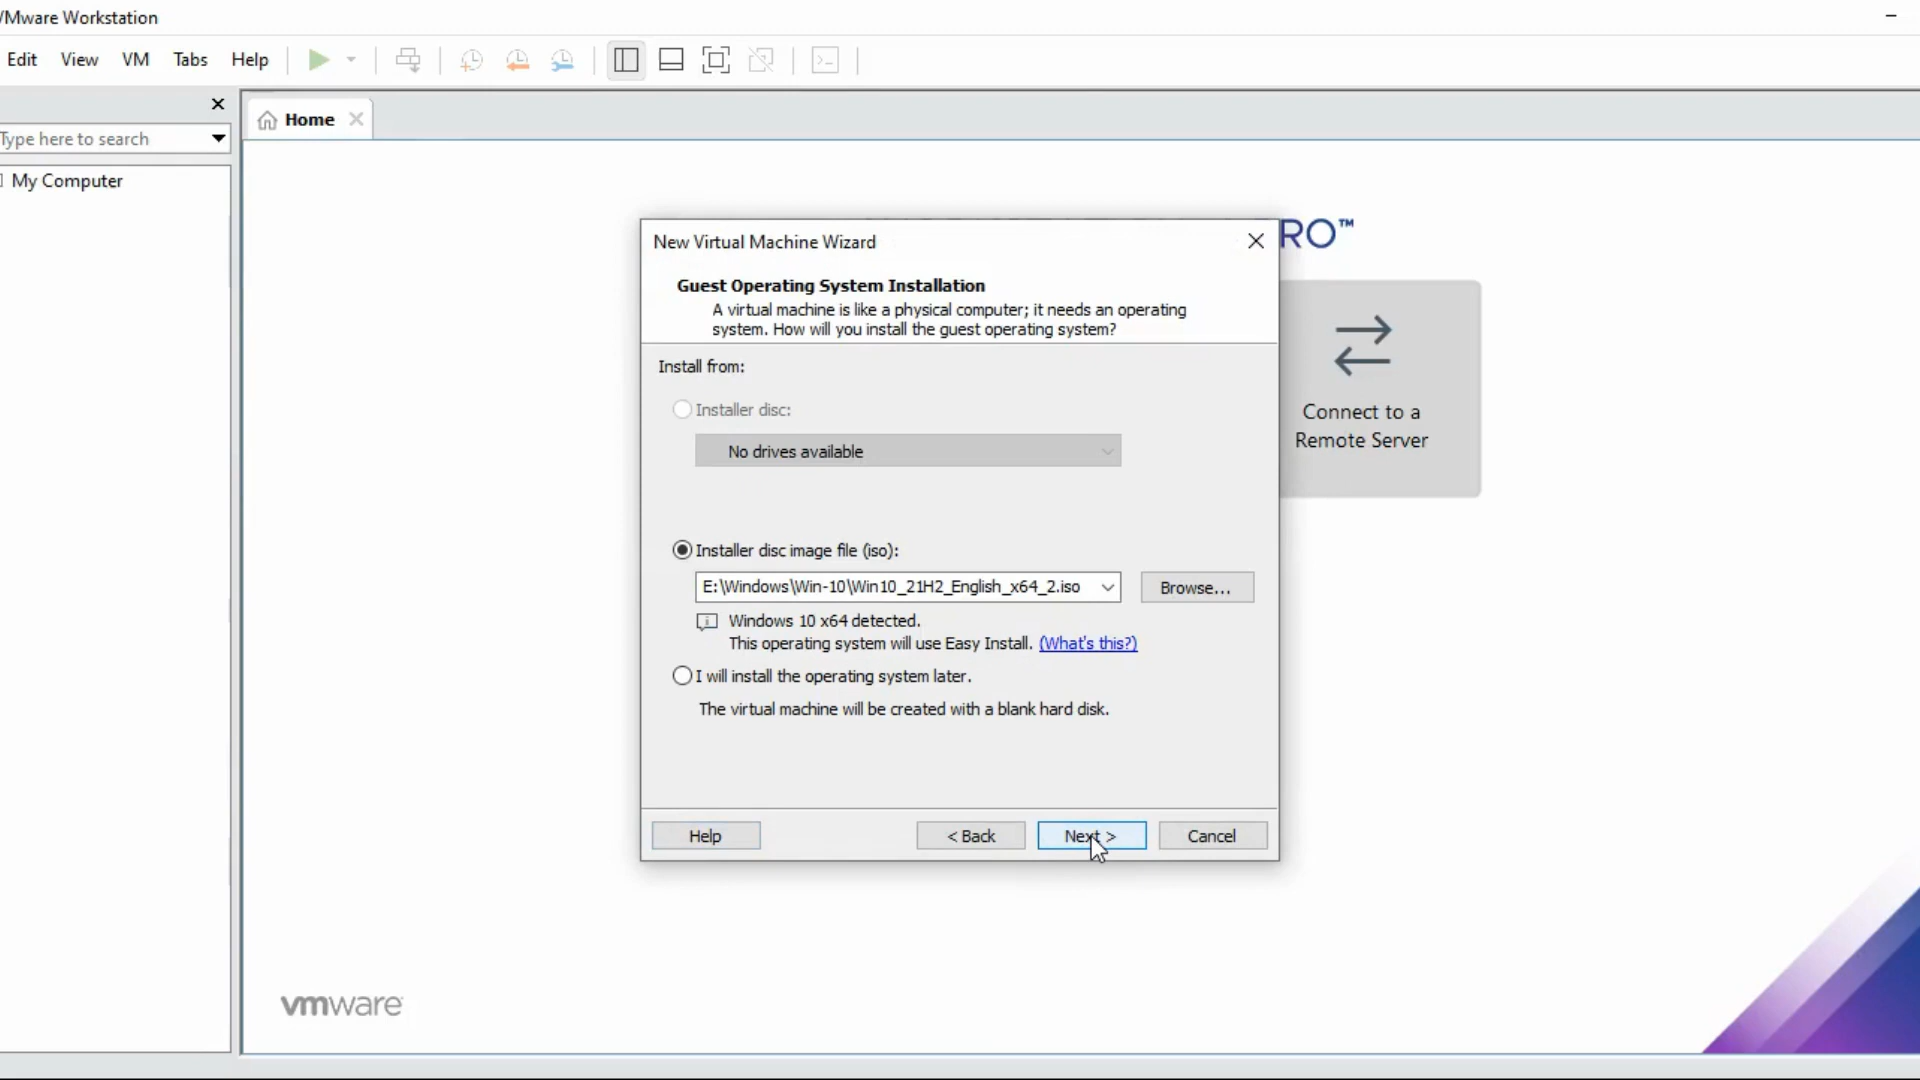 VMware Workstation
Edit View VM Tabs Help
Home
Type here to search
My Computer
RO™
New Virtual Machine Wizard
Guest Operating System Installation
A virtual machine is like a physical computer; it needs an operating
system. How will you install the guest operating system?
Install from:
Installer disc:
No drives available
Installer disc image file (iso):
E:\Windows\Win-10\Win10_21H2_English_x64_2.iso
Browse...
Windows 10 x64 detected.
This operating system will use Easy Install. (What's this?)
I will install the operating system later.
The virtual machine will be created with a blank hard disk.
Help
< Back
Next >
Cancel
Connect to a
Remote Server
vmware